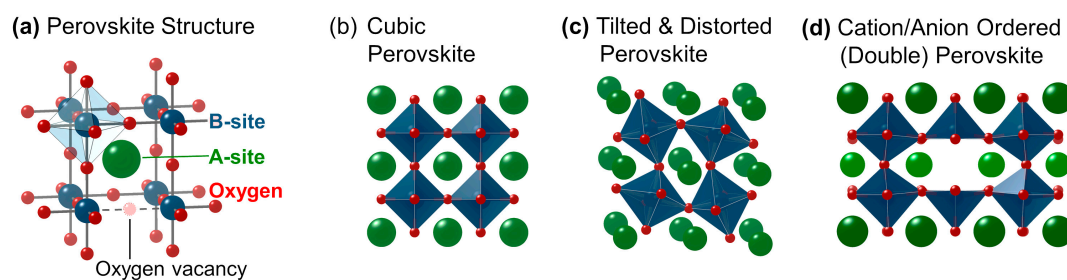 (a) Perovskite Structure
B-site
A-site
Oxygen
Oxygen vacancy
(b) Cubic
Perovskite
(c) Tilted & Distorted
Perovskite
(d) Cation/Anion Ordered
(Double) Perovskite